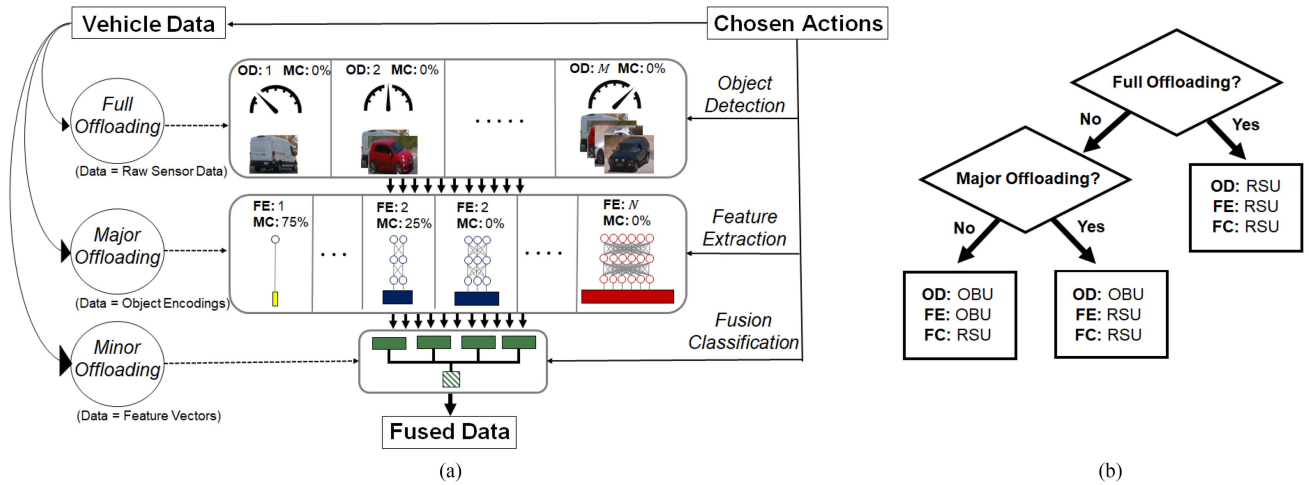 Vehicle Data
Chosen Actions
OD: 1 MC: 0%
OD: 2 MC: 0%
.....
OD: M MC: 0%
Object
Detection
Full
Offloading
(Data = Raw Sensor Data)
FE: 1
MC: 75%
...
FE: 2
MC: 25%
FE: 2
MC: 0%
....
FE: N
MC: 0%
Feature
Extraction
Major
Offloading
(Data = Object Encodings)
Fusion
Classification
Minor
Offloading
(Data = Feature Vectors)
Fused Data
(a)
Full Offloading?
No
Yes
Major Offloading?
OD: RSU
FE: RSU
FC: RSU
No
Yes
OD: OBU
FE: OBU
FC: RSU
OD: OBU
FE: RSU
FC: RSU
(b)